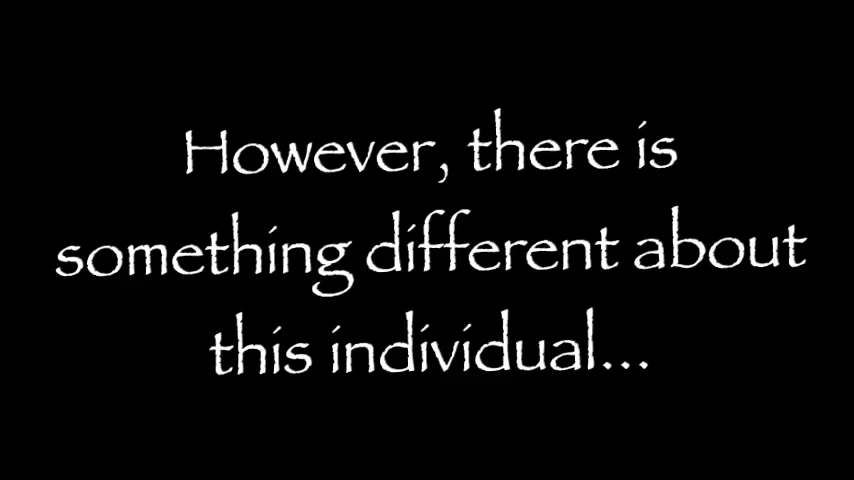 However, there is
something different about
this individual...